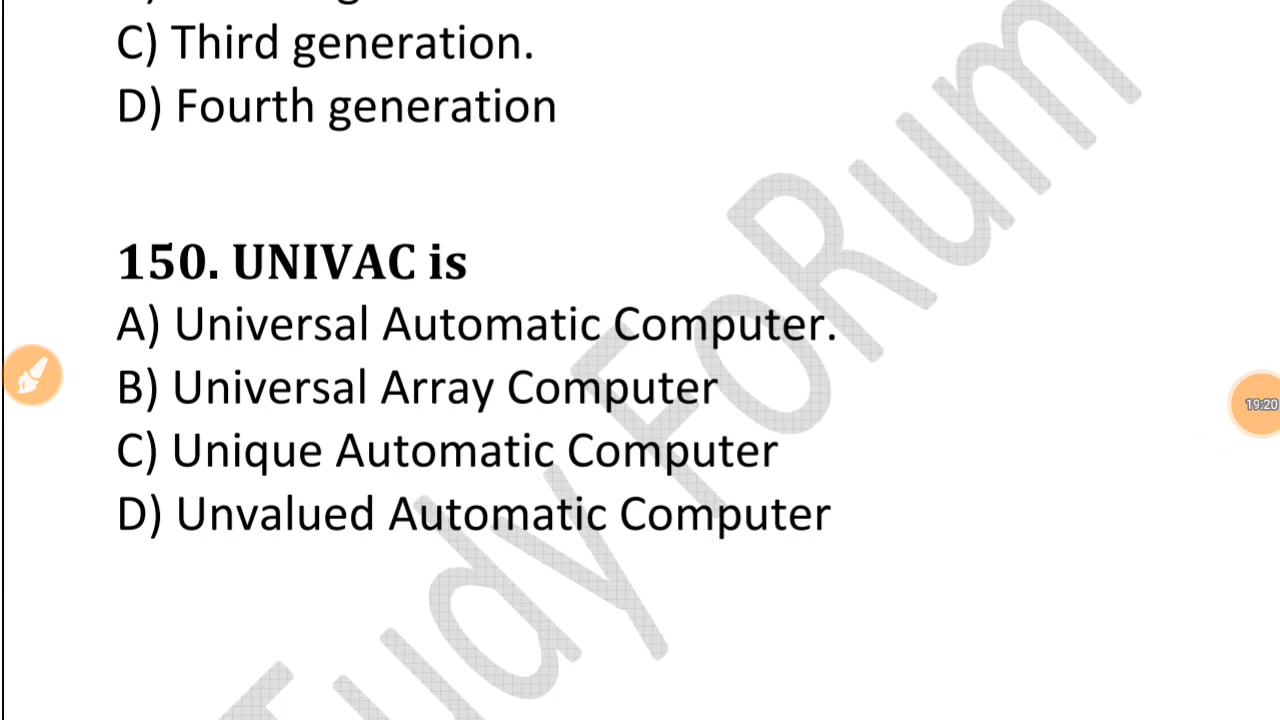 C) Third generation.
D) Fourth generation
150. UNIVAC is
A) Universal Automatic Computer.
B) Universal Array Computer
C) Unique Automatic Computer
D) Unvalued Automatic Computer
Study FoRum
19:20